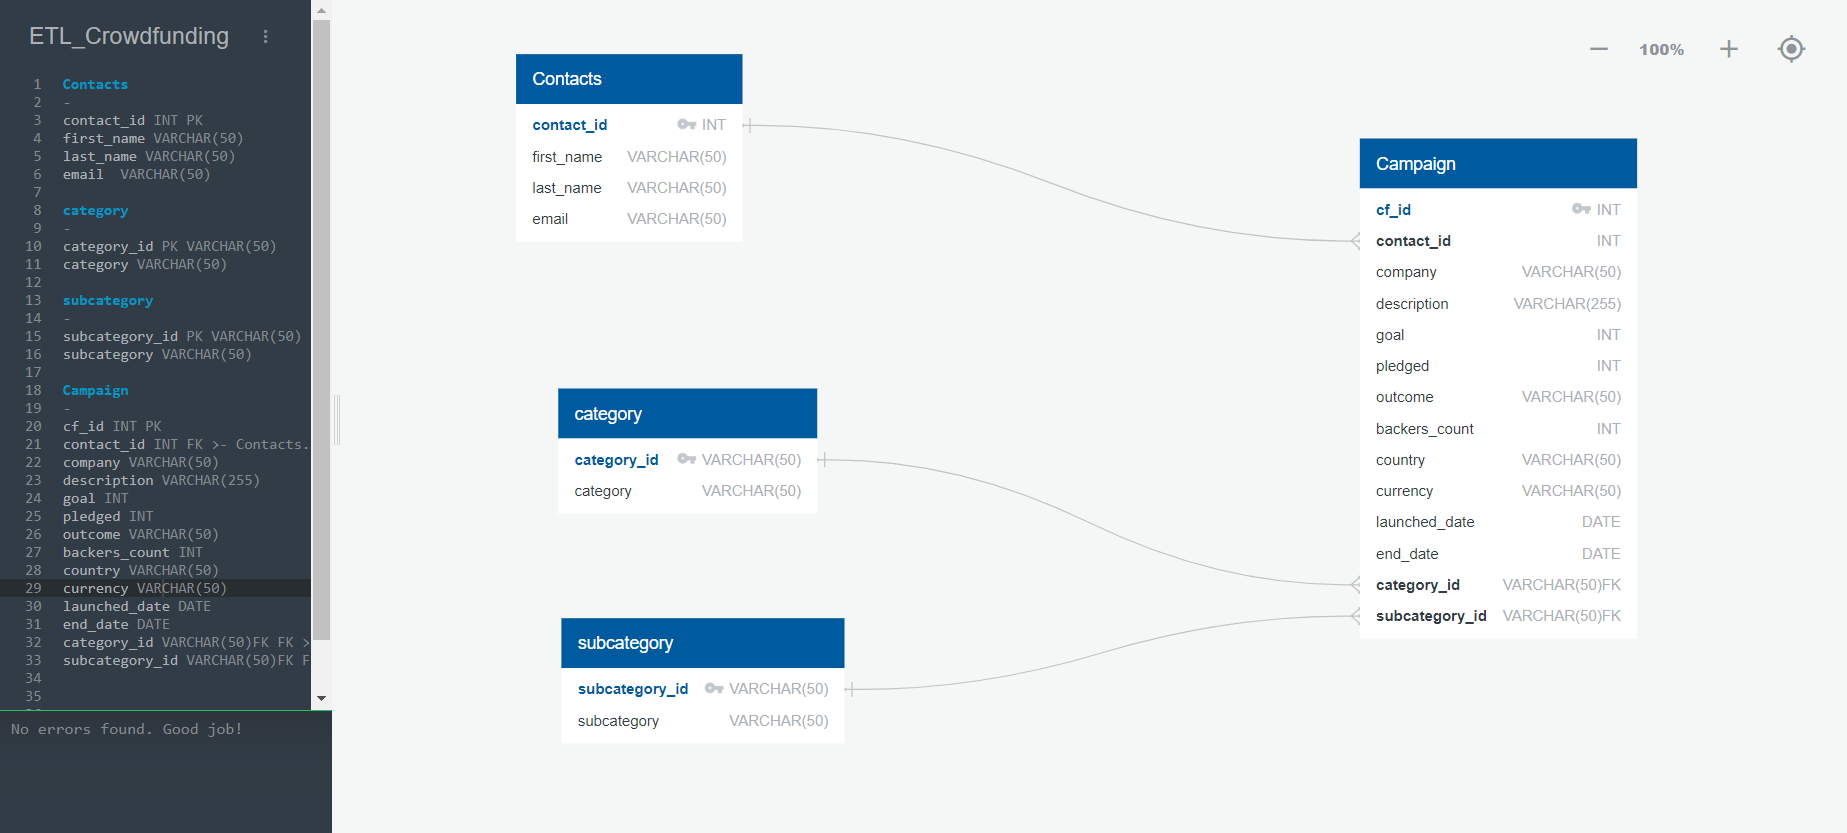 ETL_Crowdfunding
1 Contacts
2 -
3 contact_id INT PK
4 first_name VARCHAR(50)
5 last_name VARCHAR(50)
6 email  VARCHAR(50)
7
8 category
9 -
10 category_id PK VARCHAR(50)
11 category VARCHAR(50)
12
13 subcategory
14 -
15 subcategory_id PK VARCHAR(50)
16 subcategory VARCHAR(50)
17
18 Campaign
19 -
20 cf_id INT PK
21 contact_id INT FK >- Contacts.
22 company VARCHAR(50)
23 description VARCHAR(255)
24 goal INT
25 pledged INT
26 outcome VARCHAR(50)
27 backers_count INT
28 country VARCHAR(50)
29 currency VARCHAR(50)
30 launched_date DATE
31 end_date DATE
32 category_id VARCHAR(50)FK FK >
33 subcategory_id VARCHAR(50)FK F
34
35
No errors found. Good job!
100%
Contacts
contact_id INT
first_name VARCHAR(50)
last_name VARCHAR(50)
email VARCHAR(50)
category
category_id VARCHAR(50)
category VARCHAR(50)
subcategory
subcategory_id VARCHAR(50)
subcategory VARCHAR(50)
Campaign
cf_id INT
contact_id INT
company VARCHAR(50)
description VARCHAR(255)
goal INT
pledged INT
outcome VARCHAR(50)
backers_count INT
country VARCHAR(50)
currency VARCHAR(50)
launched_date DATE
end_date DATE
category_id VARCHAR(50)FK
subcategory_id VARCHAR(50)FK